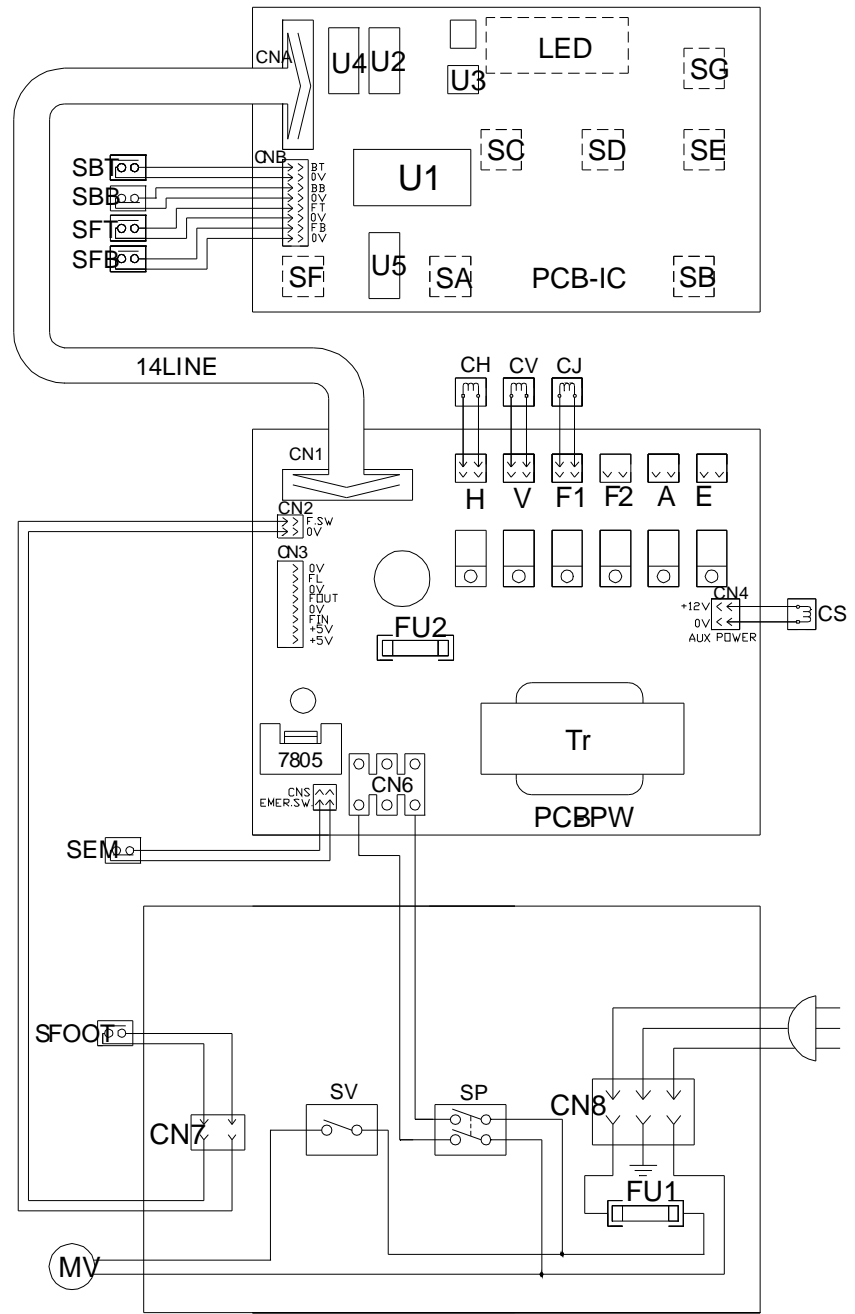 CNA
U4
U2
LED
U3
SG
CNB
SBT
SBB
SFT
SFB
BT
0V
BB
0V
FT
0V
FB
0V
U1
SC
SD
SE
SF
U5
SA
PCB-IC
SB
14LINE
CH
CV
CJ
CN1
H
V
F1
F2
A
E
CN2
F.SW
0V
CN3
0V
FL
0V
FOUT
0V
FIN
+5V
+5V
FU2
CN4
+12V
0V
AUX POWER
CS
7805
Tr
CNS
EMER.SW.
CN6
PCB-PW
SEM
SFOOT
CN7
SV
SP
CN8
FU1
MV